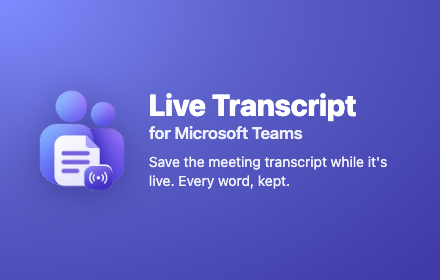 Live Transcript
for Microsoft Teams
Save the meeting transcript while it's
live. Every word, kept.